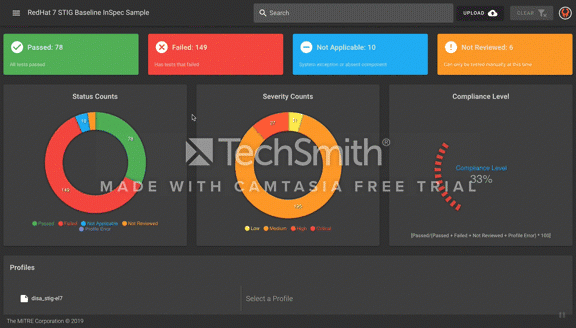 RedHat 7 STIG Baseline InSpec Sample
Search
UPLOAD
CLEAR
Passed: 78
All tests passed.
Failed: 149
Has tests that failed.
Not Applicable: 10
System exception or absent component.
Not Reviewed: 6
Can only be tested manually at this time.
Status Counts
Severity Counts
Compliance Level
78
149
10
11
27
TechSmith®
MADE WITH CAMTASIA FREE TRIAL
Compliance Level
33%
Passed
Failed
Not Applicable
Not Reviewed
Profile Error
Low
Medium
High
Critical
[Passed/(Passed + Failed + Not Reviewed + Profile Error) * 100]
Profiles
disa_stig-el7
Select a Profile
The MITRE Corporation © 2019